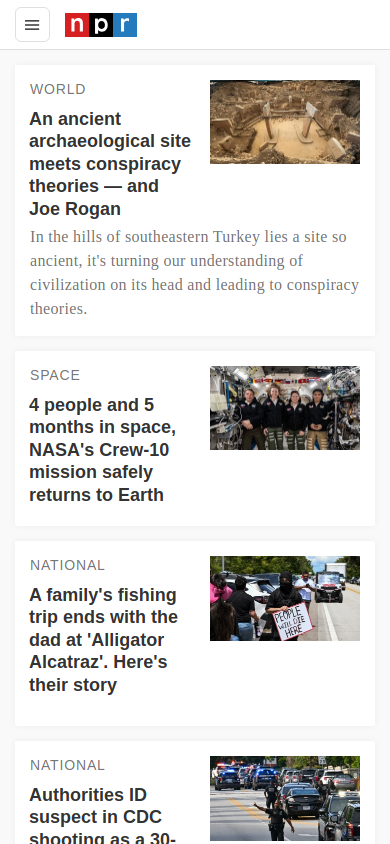 npr
WORLD
An ancient
archaeological site
meets conspiracy
theories — and
Joe Rogan
In the hills of southeastern Turkey lies a site so
ancient, it's turning our understanding of
civilization on its head and leading to conspiracy
theories.
SPACE
4 people and 5
months in space,
NASA's Crew-10
mission safely
returns to Earth
NATIONAL
A family's fishing
trip ends with the
dad at 'Alligator
Alcatraz'. Here's
their story
PEOPLE
WILL DIE
HERE
NATIONAL
Authorities ID
suspect in CDC
shooting as a 30-